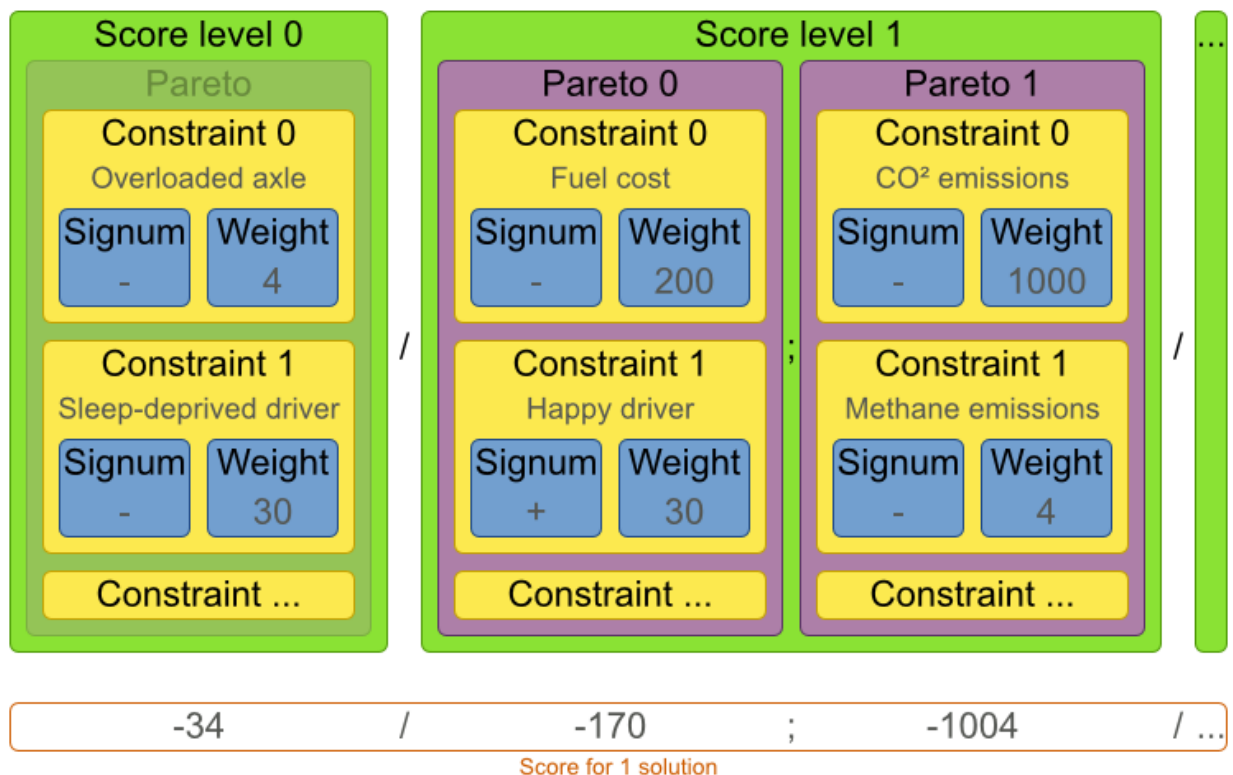 Score level 0
Pareto
Constraint 0
Overloaded axle
Signum Weight
- 4
Constraint 1
Sleep-deprived driver
Signum Weight
- 30
Constraint ...
/
Score level 1
Pareto 0
Constraint 0
Fuel cost
Signum Weight
- 200
Constraint 1
Happy driver
Signum Weight
+ 30
Constraint ...
;
Pareto 1
Constraint 0
CO² emissions
Signum Weight
- 1000
Constraint 1
Methane emissions
Signum Weight
- 4
Constraint ...
/
...
-34 / -170 ; -1004 / ...
Score for 1 solution